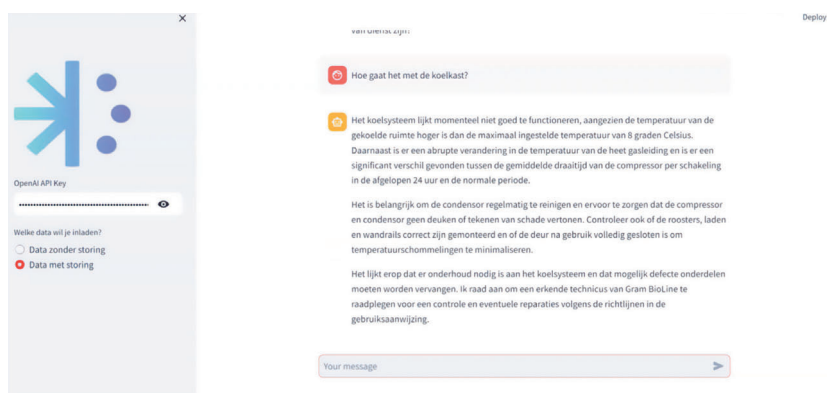 ×
Deploy
van dienst zijn?
Hoe gaat het met de koelkast?
Het koelsysteem lijkt momenteel niet goed te functioneren, aangezien de temperatuur van de
gekoelde ruimte hoger is dan de maximaal ingestelde temperatuur van 8 graden Celsius.
Daarnaast is er een abrupte verandering in de temperatuur van de heet gasleiding en is er een
significant verschil gevonden tussen de gemiddelde draaitijd van de compressor per schakeling
in de afgelopen 24 uur en de normale periode.
Het is belangrijk om de condensor regelmatig te reinigen en ervoor te zorgen dat de compressor
en condensor geen deuken of tekenen van schade vertonen. Controleer ook of de roosters, laden
en wandrails correct zijn gemonteerd en of de deur na gebruik volledig gesloten is om
temperatuurschommelingen te minimaliseren.
Het lijkt erop dat er onderhoud nodig is aan het koelsysteem en dat mogelijk defecte onderdelen
moeten worden vervangen. Ik raad aan om een erkende technicus van Gram BioLine te
raadplegen voor een controle en eventuele reparaties volgens de richtlijnen in de
gebruiksaanwijzing.
Your message
OpenAI API Key
Welke data wil je inladen?
Data zonder storing
Data met storing